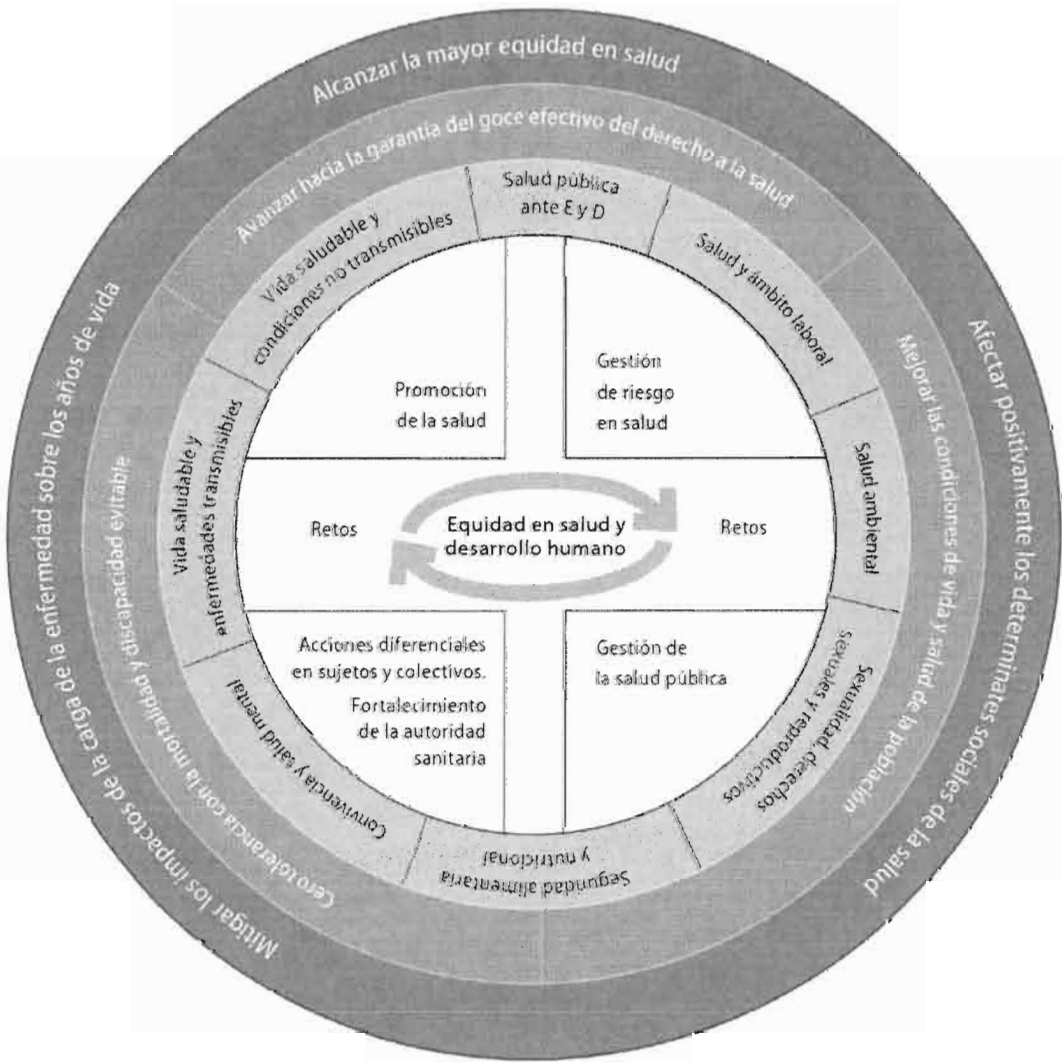 Alcanzar la mayor equidad en salud
Avanzar hacia la garantía del goce efectivo del derecho a la salud
Salud pública
ante E y D
Salud y ámbito laboral
Salud ambiental
Sexualidad, derechos
sexuales y reproductivos
Seguridad alimentaria
y nutricional
Convivencia y salud mental
Vida saludable y
enfermedades transmisibles
Vida saludable y
condiciones no transmisibles
Afectar positivamente los determinates sociales de la salud
Mejorar las condiciones de vida y salud de la población
Mitigar los impactos de la carga de la enfermedad sobre los años de vida
Cero tolerancia con la mortalidad y discapacidad evitable
Promoción
de la salud
Gestión
de riesgo
en salud
Retos
Equidad en salud y
desarrollo humano
Retos
Acciones diferenciales
en sujetos y colectivos.
Fortalecimiento
de la autoridad
sanitaria
Gestión de
la salud pública